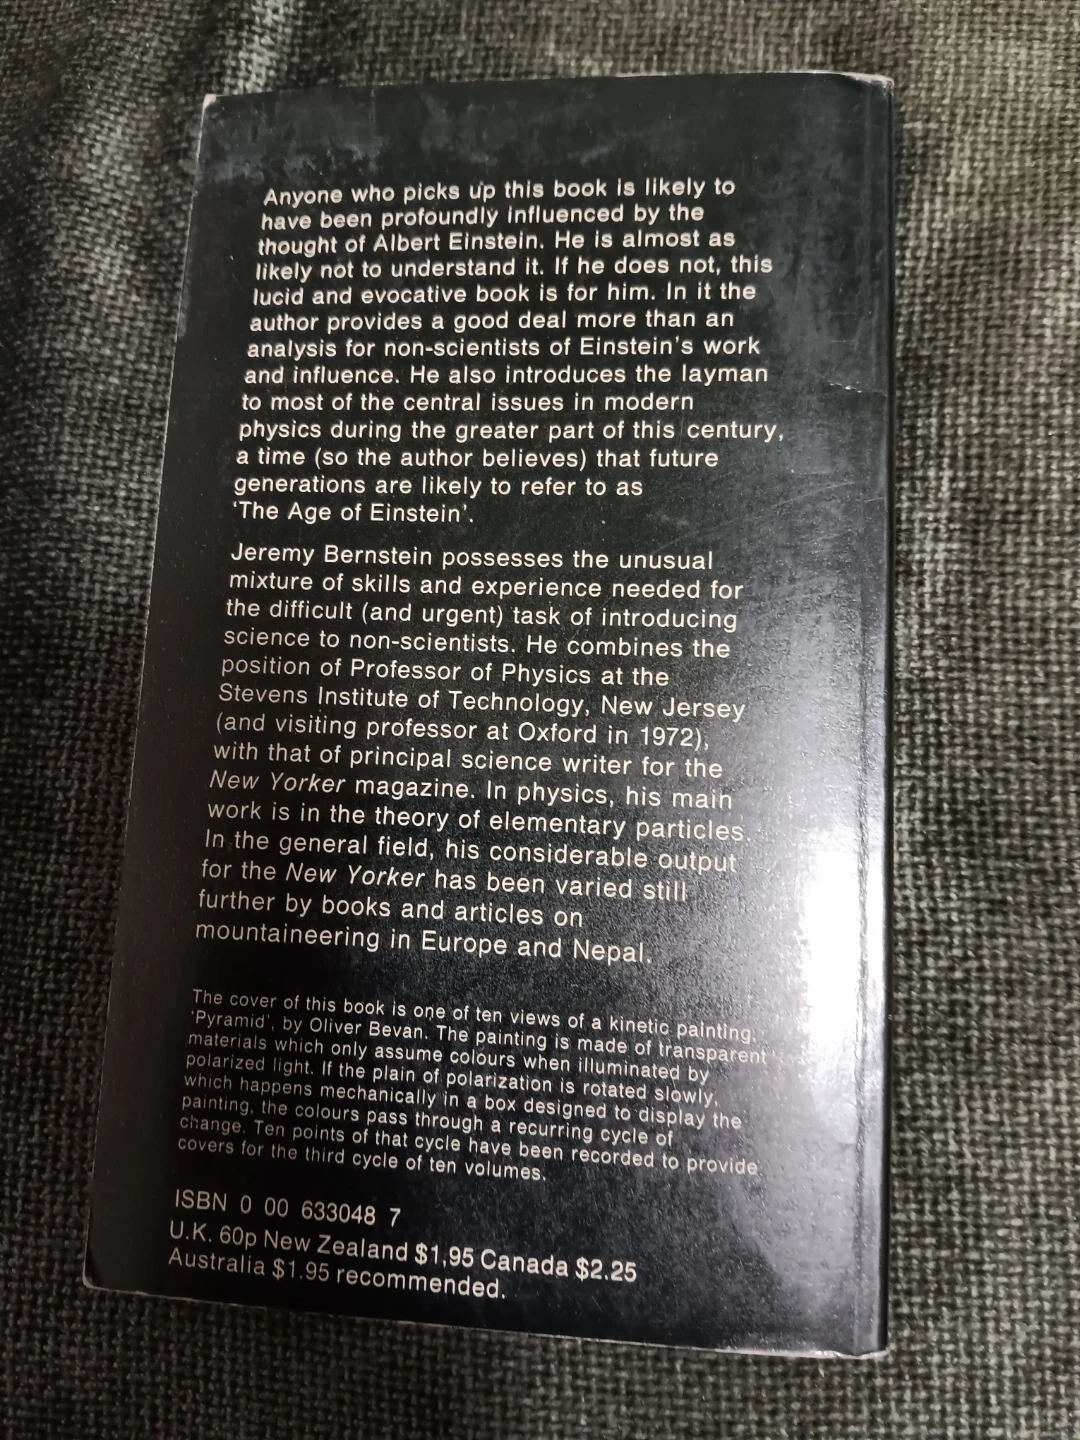 Anyone who picks up this book is likely to
have been profoundly influenced by the
thought of Albert Einstein. He is almost as
likely not to understand it. If he does not, this
lucid and evocative book is for him. In it the
author provides a good deal more than an
analysis for non-scientists of Einstein's work
and influence. He also introduces the layman
to most of the central issues in modern
physics during the greater part of this century,
a time (so the author believes) that future
generations are likely to refer to as
'The Age of Einstein'.
Jeremy Bernstein possesses the unusual
mixture of skills and experience needed for
the difficult (and urgent) task of introducing
science to non-scientists. He combines the
position of Professor of Physics at the
Stevens Institute of Technology, New Jersey
(and visiting professor at Oxford in 1972),
with that of principal science writer for the
New Yorker magazine. In physics, his main
work is in the theory of elementary particles.
In the general field, his considerable output
for the New Yorker has been varied still
further by books and articles on
mountaineering in Europe and Nepal.
The cover of this book is one of ten views of a kinetic painting,
'Pyramid', by Oliver Bevan. The painting is made of transparent
materials which only assume colours when illuminated by
polarized light. If the plain of polarization is rotated slowly,
which happens mechanically in a box designed to display the
painting, the colours pass through a recurring cycle of
change. Ten points of that cycle have been recorded to provide
covers for the third cycle of ten volumes.
ISBN 0 00 633048 7
U.K. 60p New Zealand $1.95 Canada $2.25
Australia $1.95 recommended.